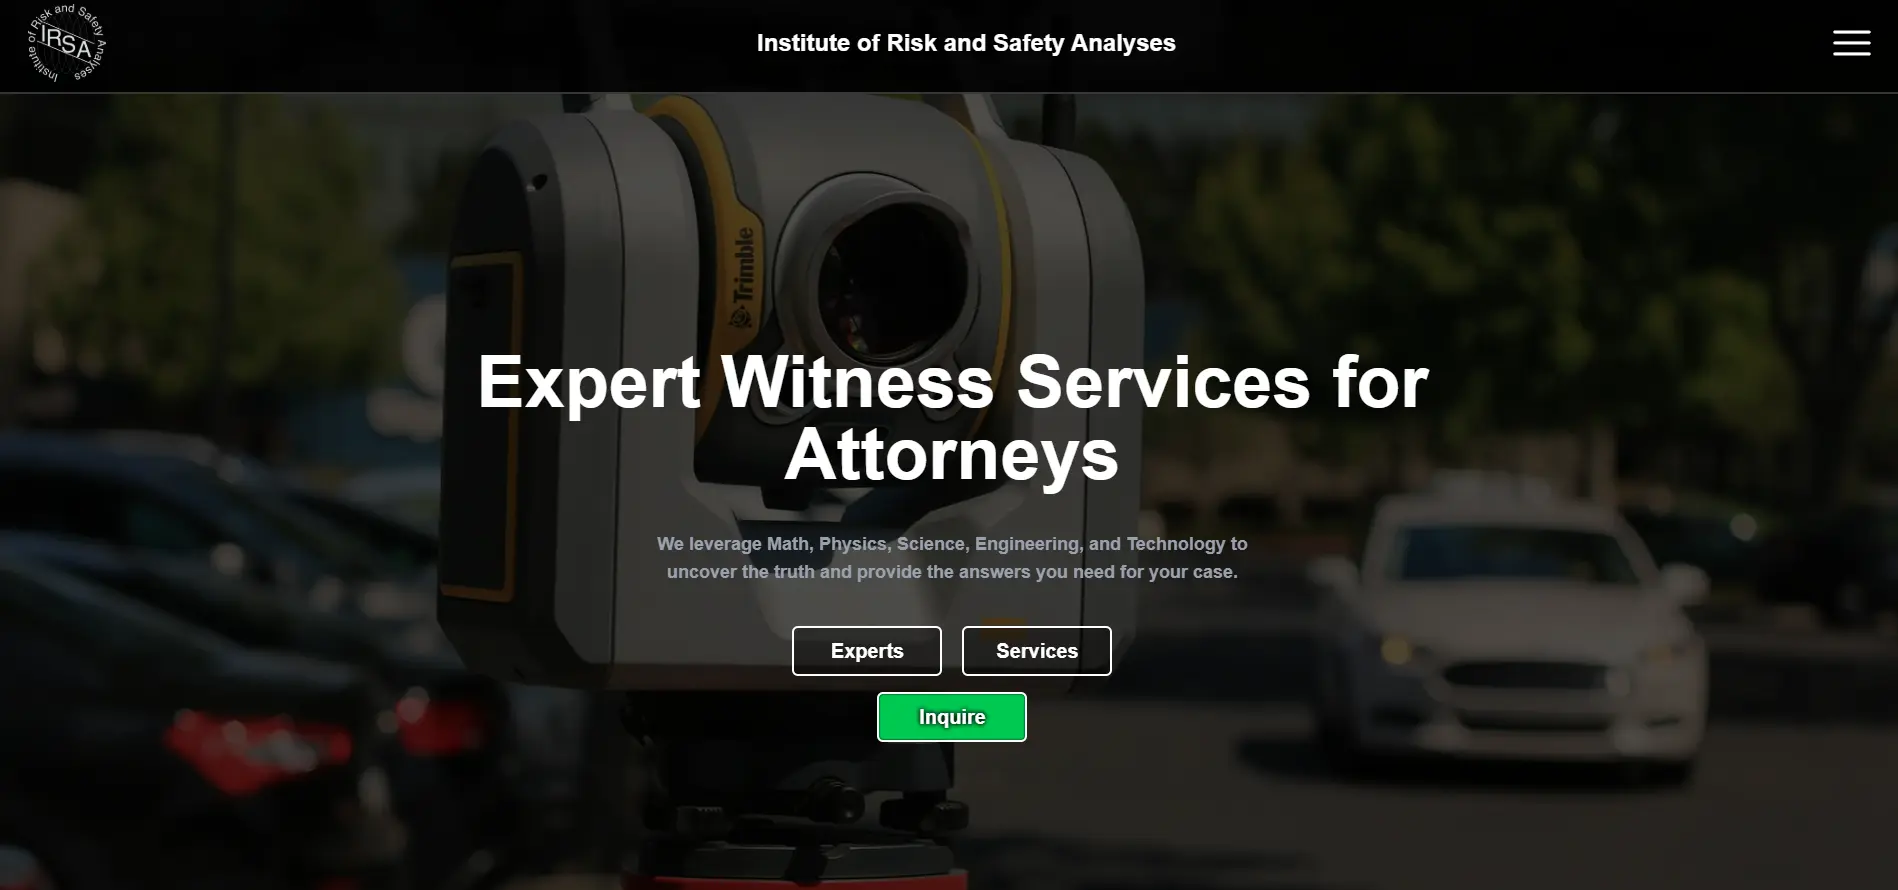 Institute of Risk and Safety Analyses
IRSA
Institute of Risk and Safety Analyses
Trimble
Expert Witness Services for
Attorneys
We leverage Math, Physics, Science, Engineering, and Technology to
uncover the truth and provide the answers you need for your case.
Experts
Services
Inquire